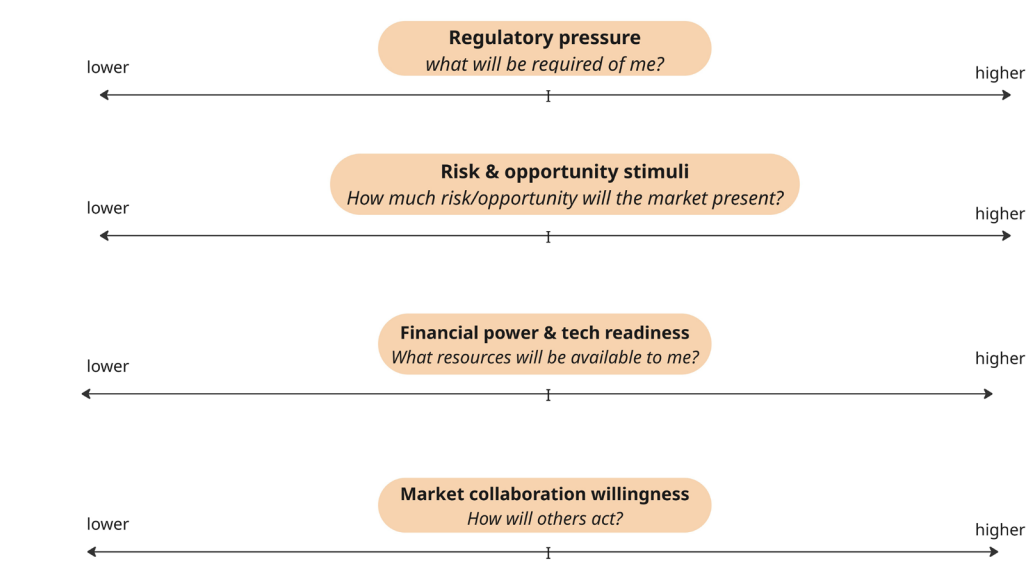 Regulatory pressure
what will be required of me?
lower
higher
Risk & opportunity stimuli
How much risk/opportunity will the market present?
lower
higher
Financial power & tech readiness
What resources will be available to me?
lower
higher
Market collaboration willingness
How will others act?
lower
higher